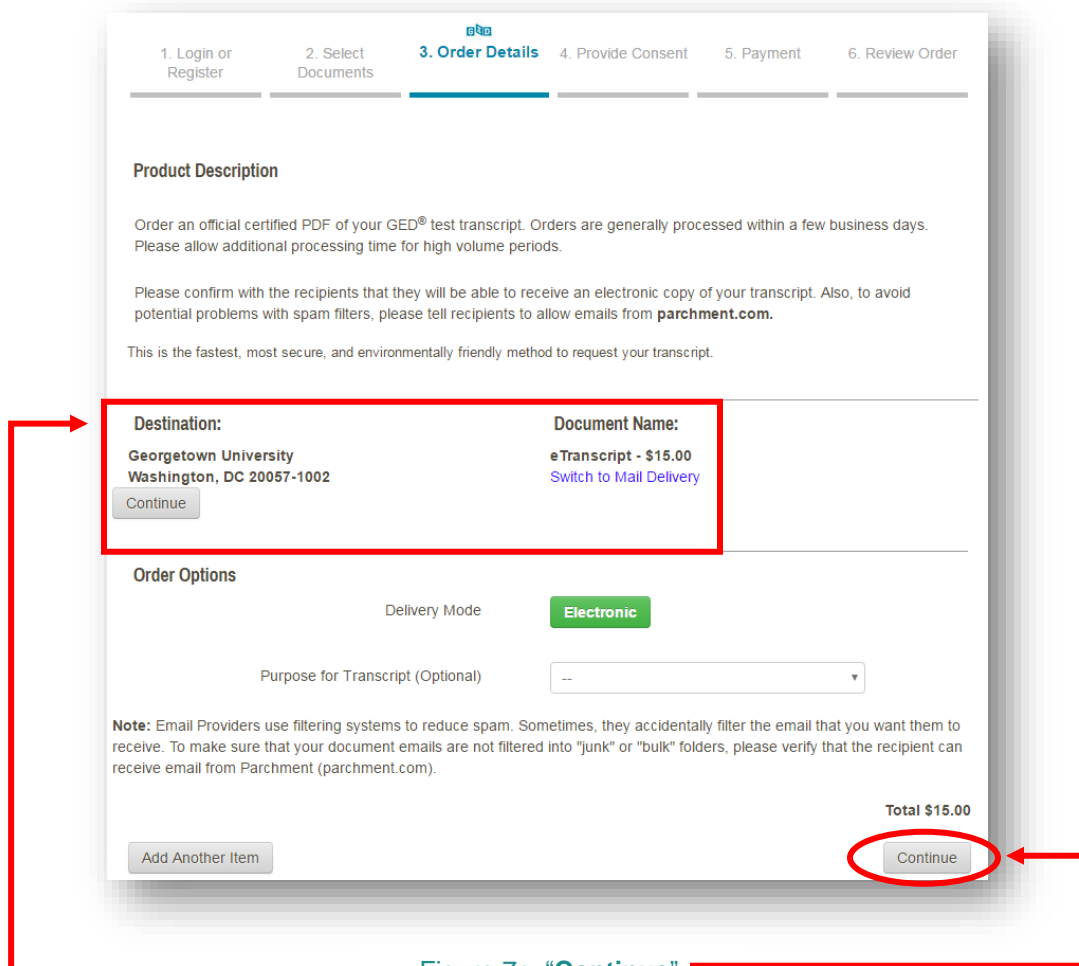 GED
1. Login or Register
2. Select Documents
3. Order Details
4. Provide Consent
5. Payment
6. Review Order
Product Description
Order an official certified PDF of your GED® test transcript. Orders are generally processed within a few business days.
Please allow additional processing time for high volume periods.
Please confirm with the recipients that they will be able to receive an electronic copy of your transcript. Also, to avoid
potential problems with spam filters, please tell recipients to allow emails from parchment.com.
This is the fastest, most secure, and environmentally friendly method to request your transcript.
Destination:
Document Name:
Georgetown University
eTranscript - $15.00
Washington, DC 20057-1002
Switch to Mail Delivery
Continue
Order Options
Delivery Mode
Electronic
Purpose for Transcript (Optional)
--
Note: Email Providers use filtering systems to reduce spam. Sometimes, they accidentally filter the email that you want them to
receive. To make sure that your document emails are not filtered into "junk" or "bulk" folders, please verify that the recipient can
receive email from Parchment (parchment.com).
Total $15.00
Add Another Item
Continue
“Continue”